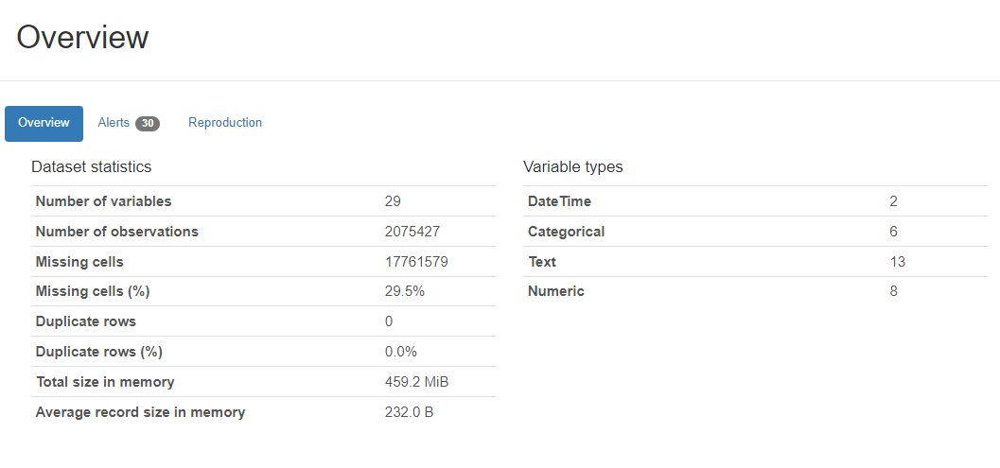 Overview
Overview Alerts 30 Reproduction
Dataset statistics
Number of variables 29
Number of observations 2075427
Missing cells 17761579
Missing cells (%) 29.5%
Duplicate rows 0
Duplicate rows (%) 0.0%
Total size in memory 459.2 MiB
Average record size in memory 232.0 B
Variable types
DateTime 2
Categorical 6
Text 13
Numeric 8